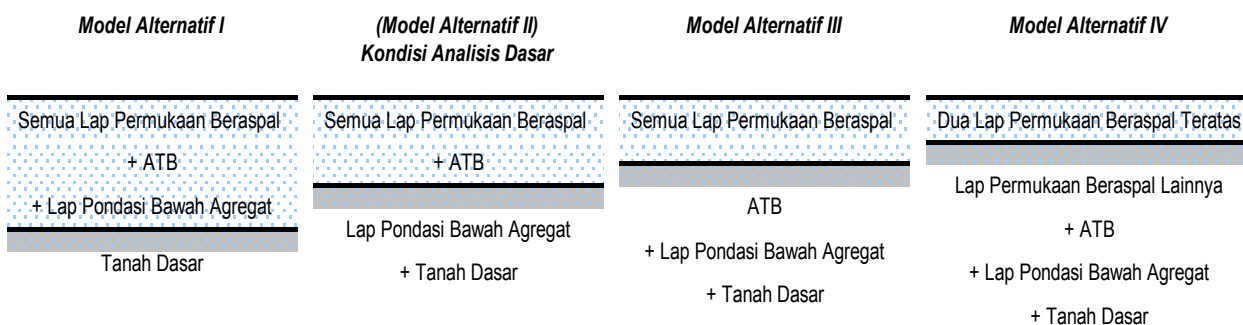 Model Alternatif I
Semua Lap Permukaan Beraspal
+ ATB
+ Lap Pondasi Bawah Agregat
Tanah Dasar
(Model Alternatif II)
Kondisi Analisis Dasar
Semua Lap Permukaan Beraspal
+ ATB
Lap Pondasi Bawah Agregat
+ Tanah Dasar
Model Alternatif III
Semua Lap Permukaan Beraspal
ATB
+ Lap Pondasi Bawah Agregat
+ Tanah Dasar
Model Alternatif IV
Dua Lap Permukaan Beraspal Teratas
Lap Permukaan Beraspal Lainnya
+ ATB
+ Lap Pondasi Bawah Agregat
+ Tanah Dasar